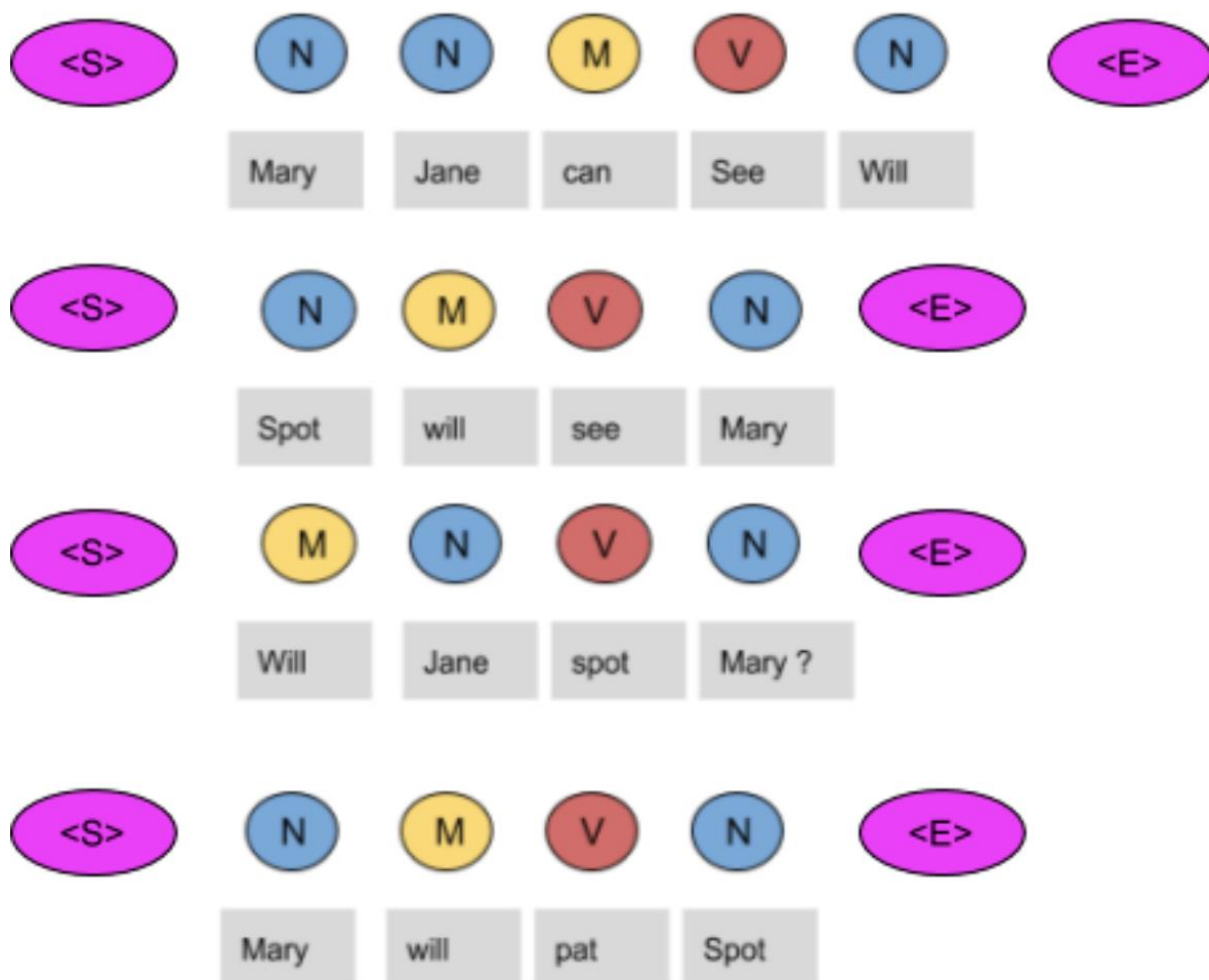 <S> N N M V N <E>
Mary Jane can See Will
<S> N M V N <E>
Spot will see Mary
<S> M N V N <E>
Will Jane spot Mary ?
<S> N M V N <E>
Mary will pat Spot